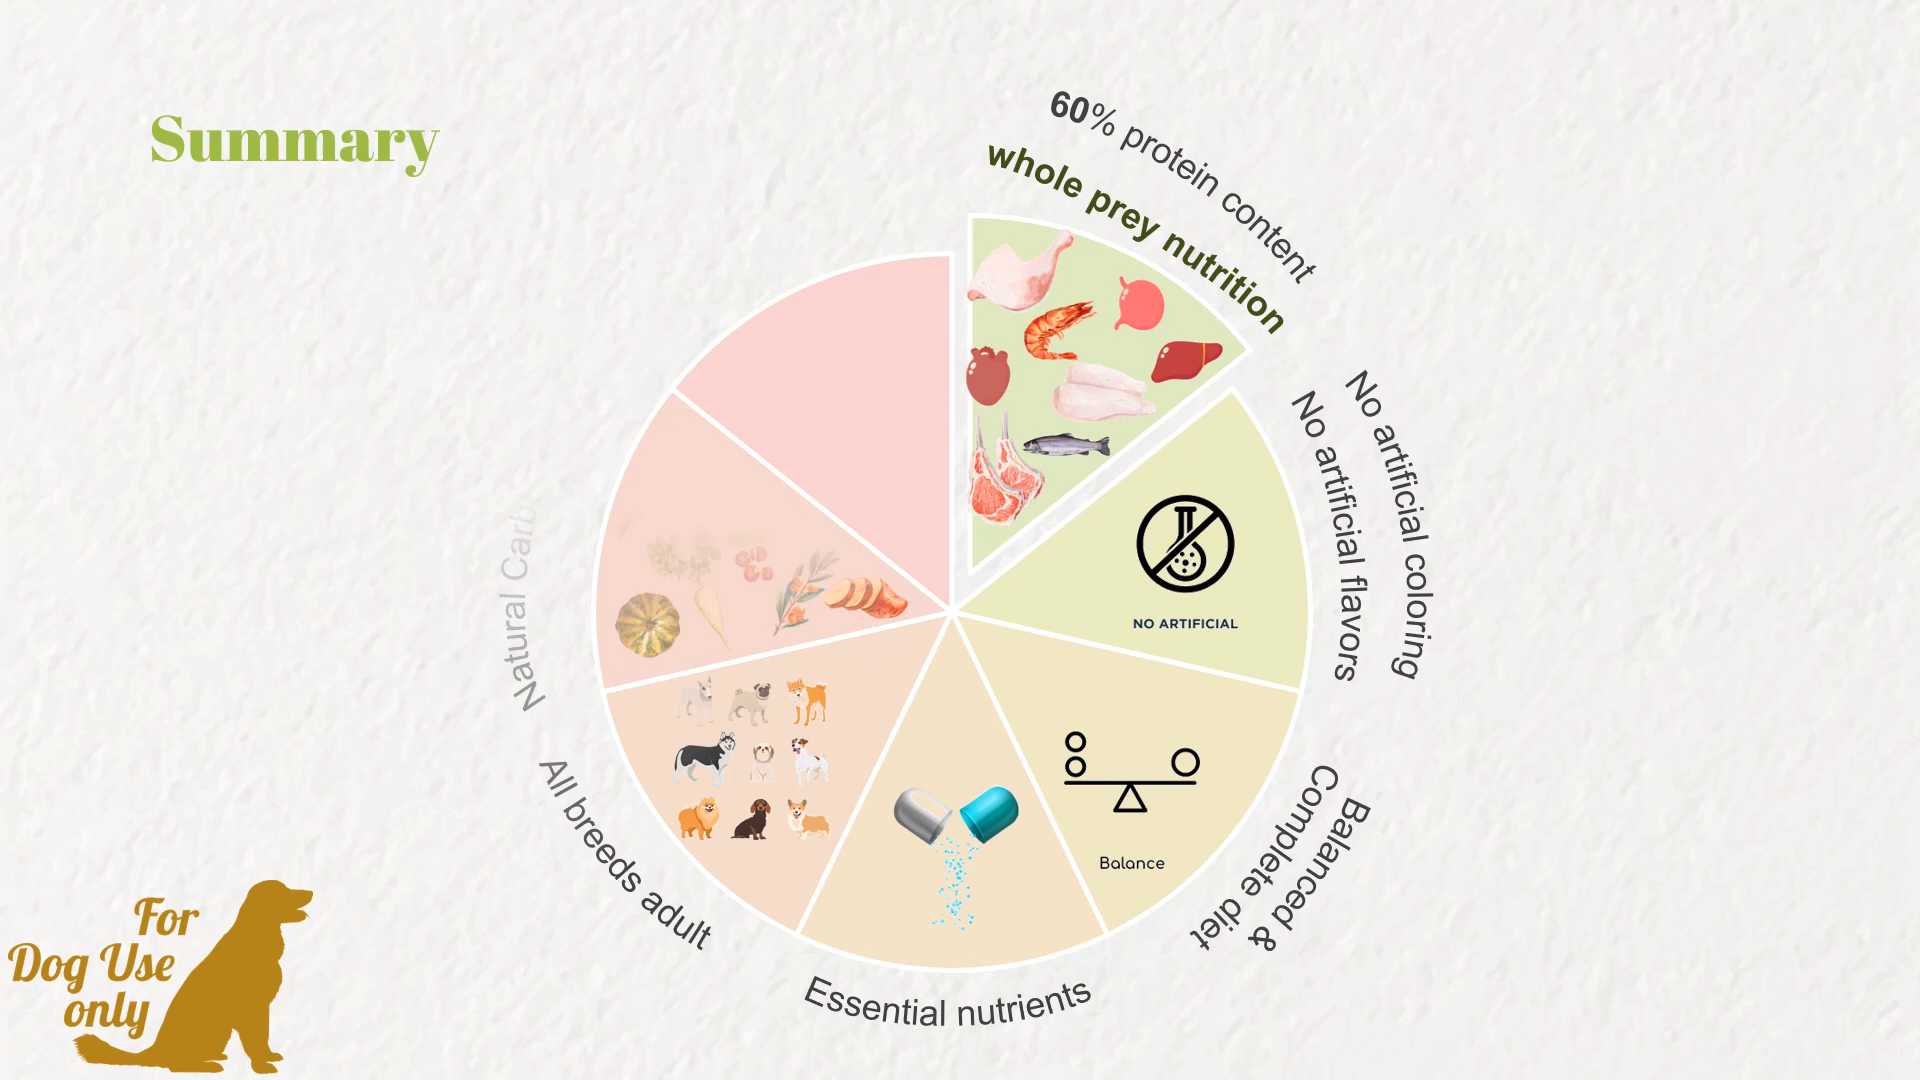 Summary
60% protein content
whole prey nutrition
No artificial coloring
No artificial flavors
NO ARTIFICIAL
Balanced &
Complete diet
Balance
Essential nutrients
All breeds adult
Natural Carb
For
Dog Use
only